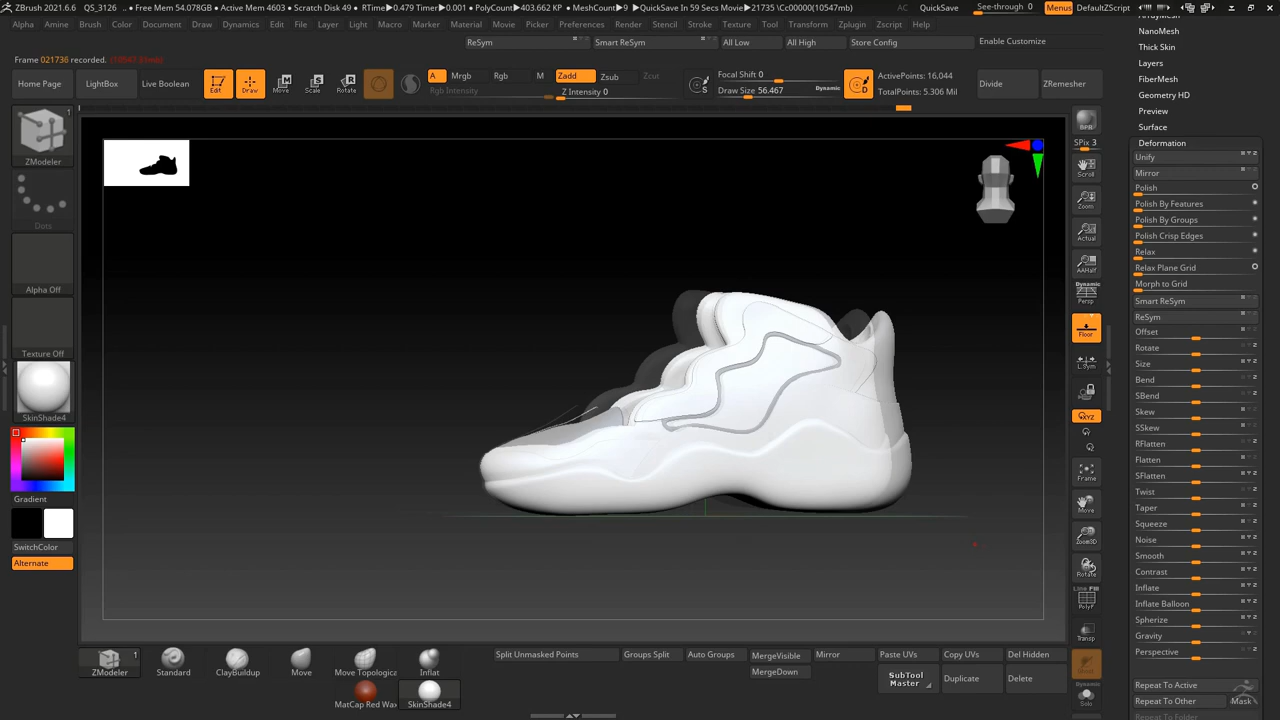 ZBrush 2021.6.6 QS_3126 • Free Mem 54.078GB • Active Mem 4603 • Scratch Disk 49 • RTime▶0.479 Timer▶0.001 • PolyCount▶403.662 KP • MeshCount▶9 • QuickSave In 59 Secs Movie▶21735 \Cc00000(10547mb) AC QuickSave See-through 0 Menus DefaultZScript
Alpha Anime Brush Color Document Draw Dynamics Edit File Layer Light Macro Marker Material Movie Picker Preferences Render Stencil Stroke Texture Tool Transform Zplugin Zscript Help
ReSym Smart ReSym All Low All High Store Config Enable Customize
Frame 021736 recorded.
Home Page LightBox Live Boolean Edit Draw Move Scale Rotate A Mrgb Rgb M Zadd Zsub Zcut Focal Shift 0 ActivePoints: 16,044 Divide ZRemesher
Rgb Intensity Z Intensity 0 S Draw Size 56.467 Dynamic D TotalPoints: 5.306 Mil
1
ZModeler
Dots
Alpha Off
Texture Off
SkinShade4
Gradient
SwitchColor
Alternate
BPR
SPix 3
Scroll
Zoom
Actual
AAHalf
Dynamic
Persp
Floor
L.Sym
XYZ
Frame
Move
Zoom3D
Rotate
Line Fill
PolyF
Transp
Dynamic
Solo
NanoMesh
Thick Skin
Layers
FiberMesh
Geometry HD
Preview
Surface
Deformation
Unify
Mirror
Polish
Polish By Features
Polish By Groups
Polish Crisp Edges
Relax
Relax Plane Grid
Morph to Grid
Smart ReSym
ReSym
Offset
Rotate
Size
Bend
SBend
Skew
SSkew
RFlatten
Flatten
SFlatten
Twist
Taper
Squeeze
Noise
Smooth
Contrast
Inflate
Inflate Balloon
Spherize
Gravity
Perspective
Repeat To Active
Repeat To Other Mask
1
ZModeler Standard ClayBuildup Move Move Topologica Inflat
MatCap Red Wax SkinShade4
Split Unmasked Points Groups Split Auto Groups MergeVisible Mirror Paste UVs Copy UVs Del Hidden
MergeDown SubTool Master Duplicate Delete